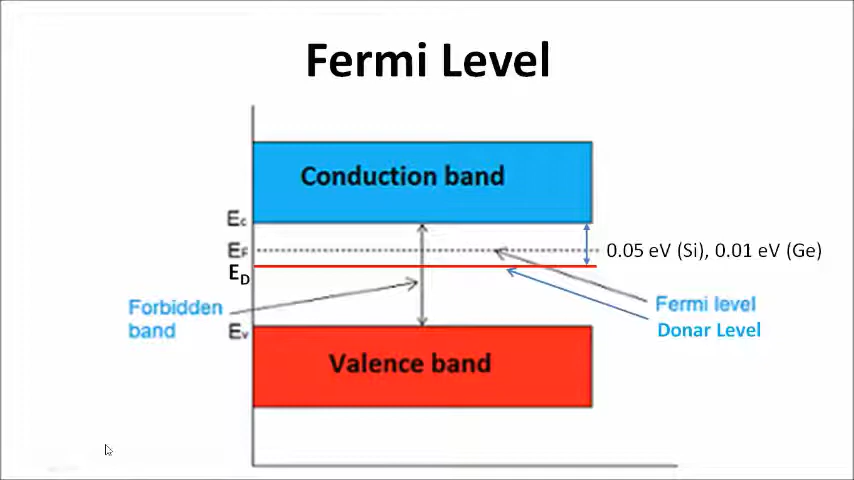 Fermi Level
Conduction band
Ec
EF
0.05 eV (Si), 0.01 eV (Ge)
ED
Forbidden
band
Fermi level
Donar Level
Ev
Valence band